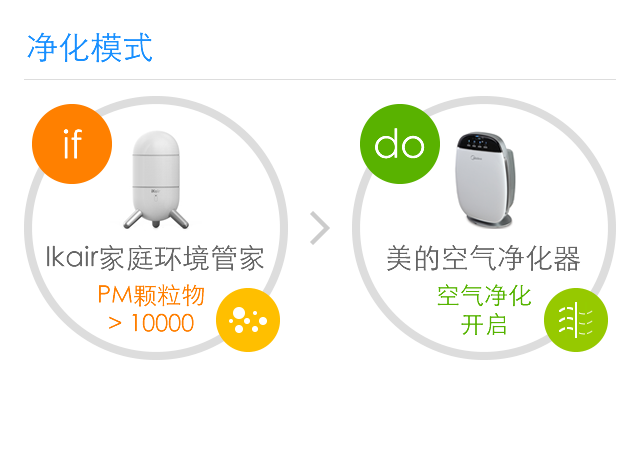 净化模式
if
do
Ikair家庭环境管家
美的空气净化器
PM颗粒物
> 10000
空气净化
开启